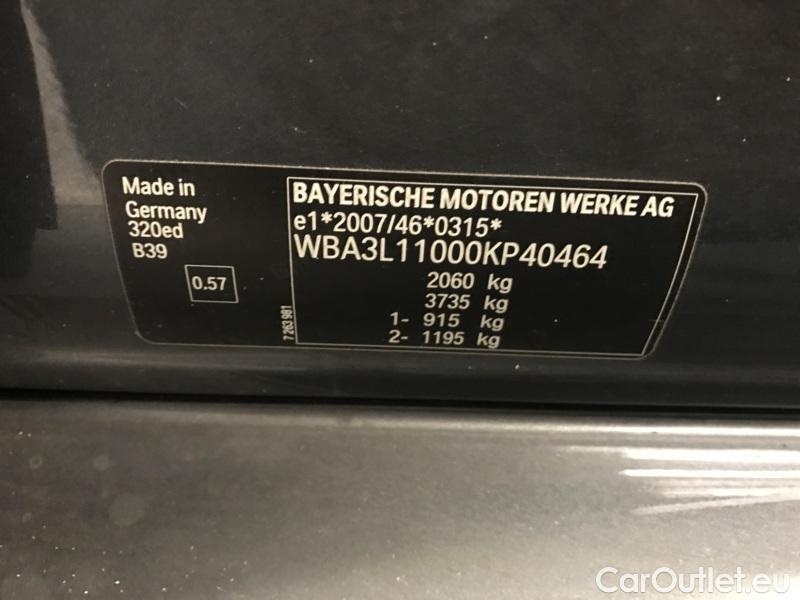 Made in
Germany
320ed
B39
0.57
7 263 981
BAYERISCHE MOTOREN WERKE AG
e1*2007/46*0315*
WBA3L11000KP40464
2060 kg
3735 kg
1- 915 kg
2- 1195 kg
CarOutlet.eu